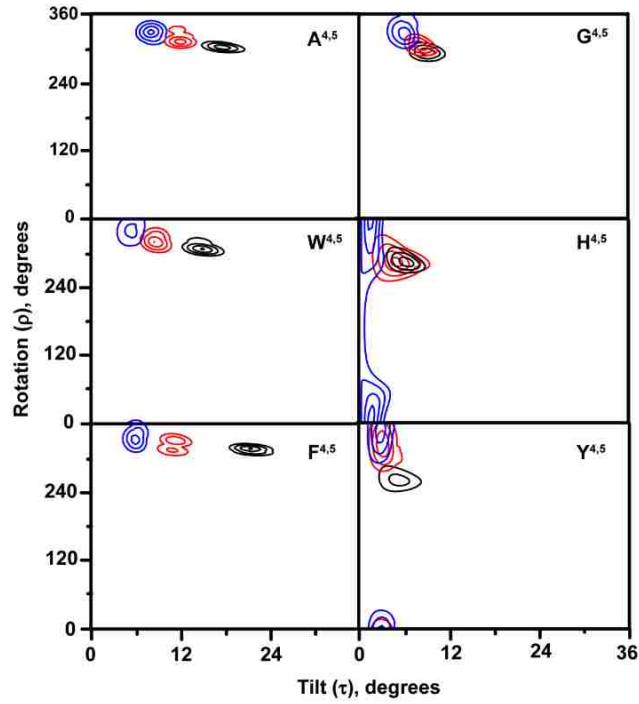 360
A4,5
G4,5
240
120
0
W4,5
H4,5
240
120
0
F4,5
Y4,5
240
120
0
0 12 24 0 12 24 36
Rotation (ρ), degrees
Tilt (τ), degrees